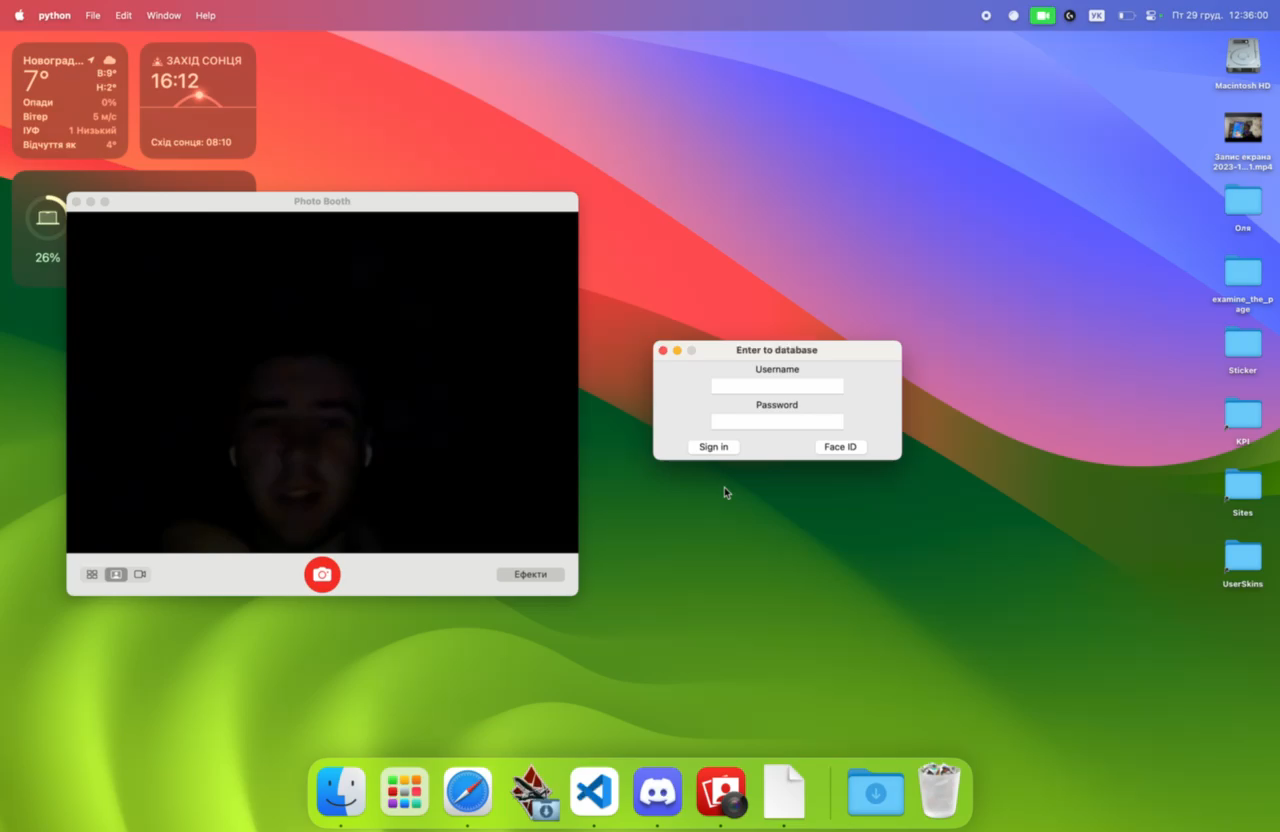 python File Edit Window Help
УК Пт 29 груд. 12:36:00
Новоград...
7°
В:9°
Н:2°
Опади 0%
Вітер 5 м/с
ІУФ 1 Низький
Відчуття як 4°
ЗАХІД СОНЦЯ
16:12
Схід сонця: 08:10
26%
Photo Booth
Ефекти
Enter to database
Username
Password
Sign in Face ID
Macintosh HD
Запис екрана
2023-1...1.mp4
Оля
examine_the_p
age
Sticker
KPI
Sites
UserSkins